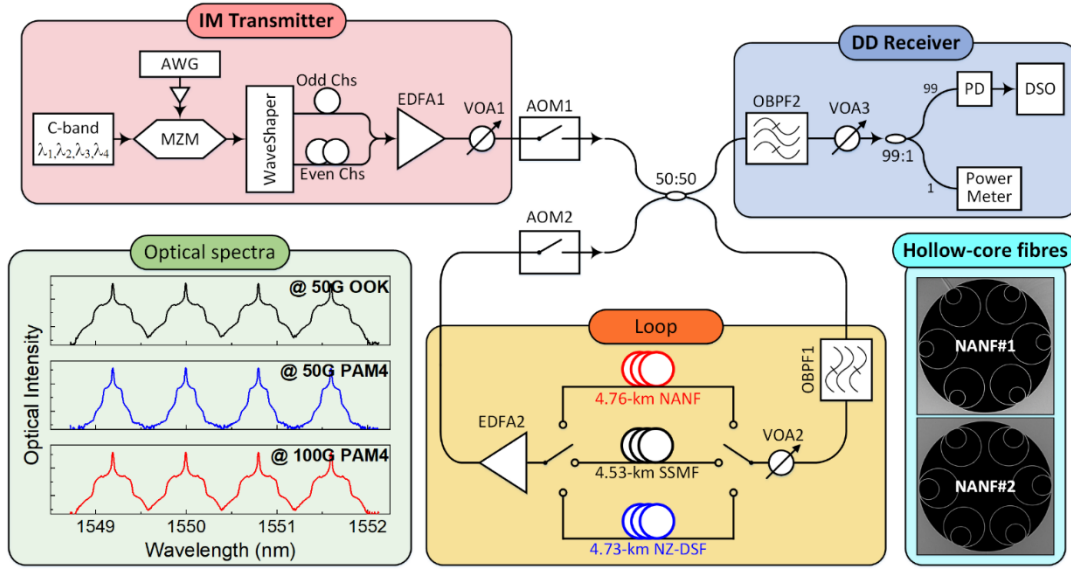 IM Transmitter
AWG
C-band
λ1,λ2,λ3,λ4
MZM
WaveShaper
Odd Chs
Even Chs
EDFA1
VOA1
AOM1
AOM2
50:50
DD Receiver
OBPF2
VOA3
99:1
99
1
PD
DSO
Power
Meter
Optical spectra
@ 50G OOK
@ 50G PAM4
@ 100G PAM4
Optical Intensity
1549
1550
1551
1552
Wavelength (nm)
Loop
4.76-km NANF
EDFA2
4.53-km SSMF
VOA2
OBPF1
4.73-km NZ-DSF
Hollow-core fibres
NANF#1
NANF#2